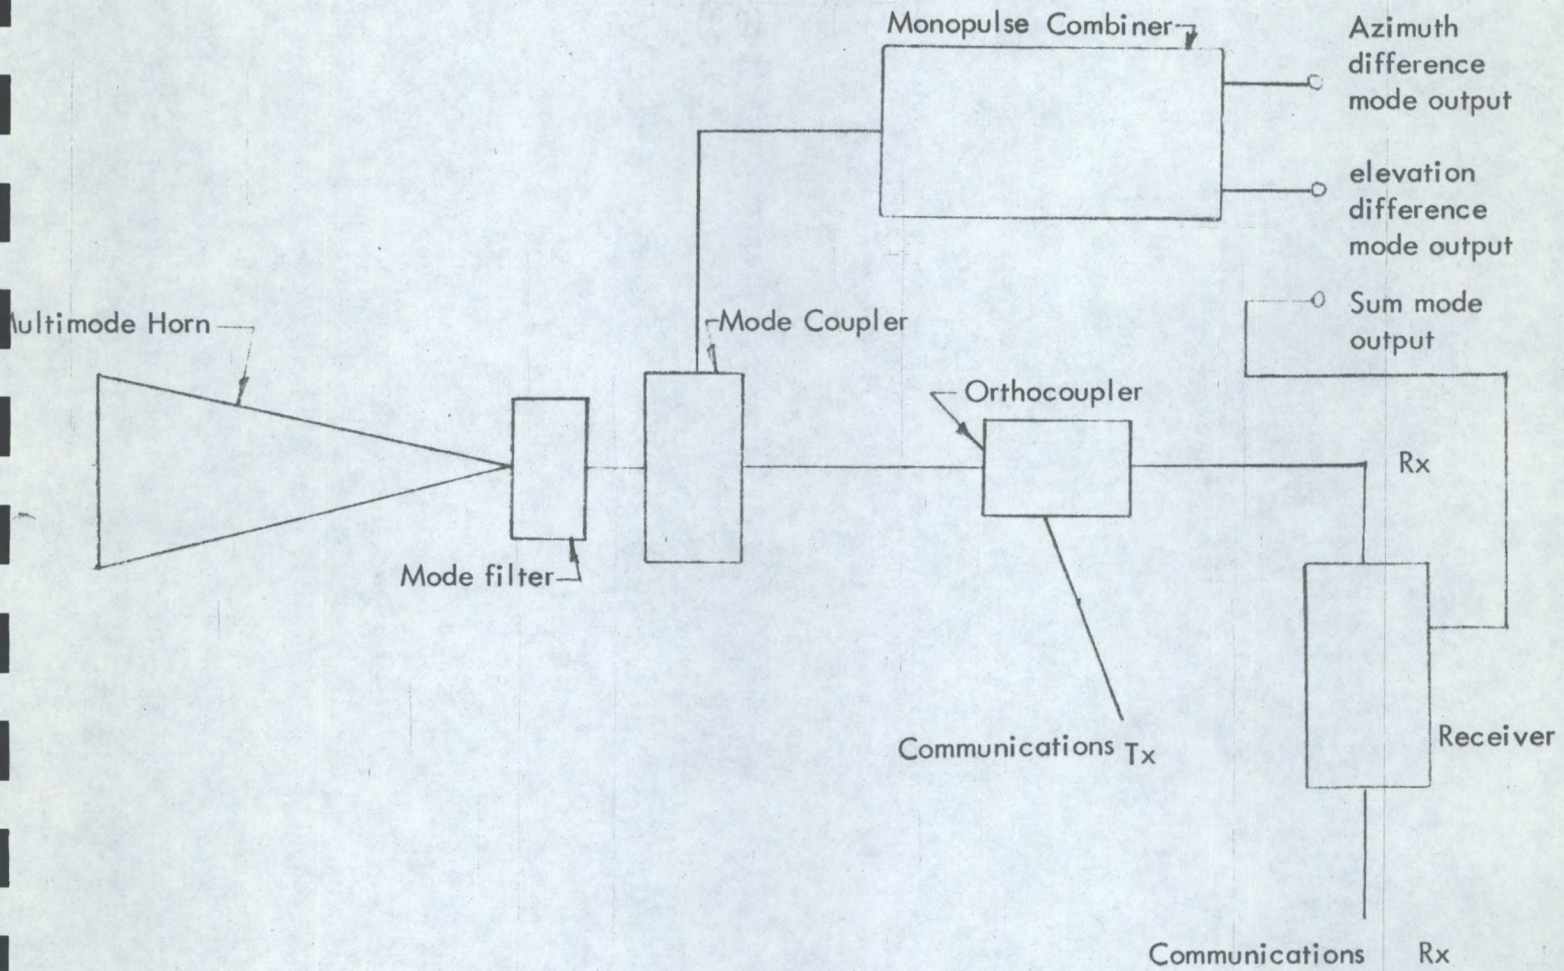 Monopulse Combiner
Azimuth
difference
mode output
elevation
difference
mode output
Sum mode
output
Multimode Horn
Mode Coupler
Orthocoupler
Rx
Mode filter
Communications Tx
Receiver
Communications Rx